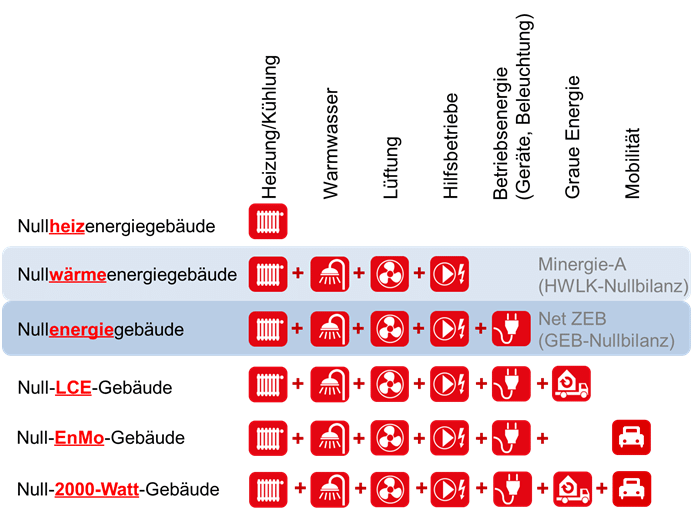 Heizung/Kühlung
Warmwasser
Lüftung
Hilfsbetriebe
Betriebsenergie
(Geräte, Beleuchtung)
Graue Energie
Mobilität
Nullheizenergiegebäude
Nullwärmeenergiegebäude + + +
Minergie-A
(HWLK-Nullbilanz)
Nullenergiegebäude + + + +
Net ZEB
(GEB-Nullbilanz)
Null-LCE-Gebäude + + + + +
Null-EnMo-Gebäude + + + + +
Null-2000-Watt-Gebäude + + + + + +